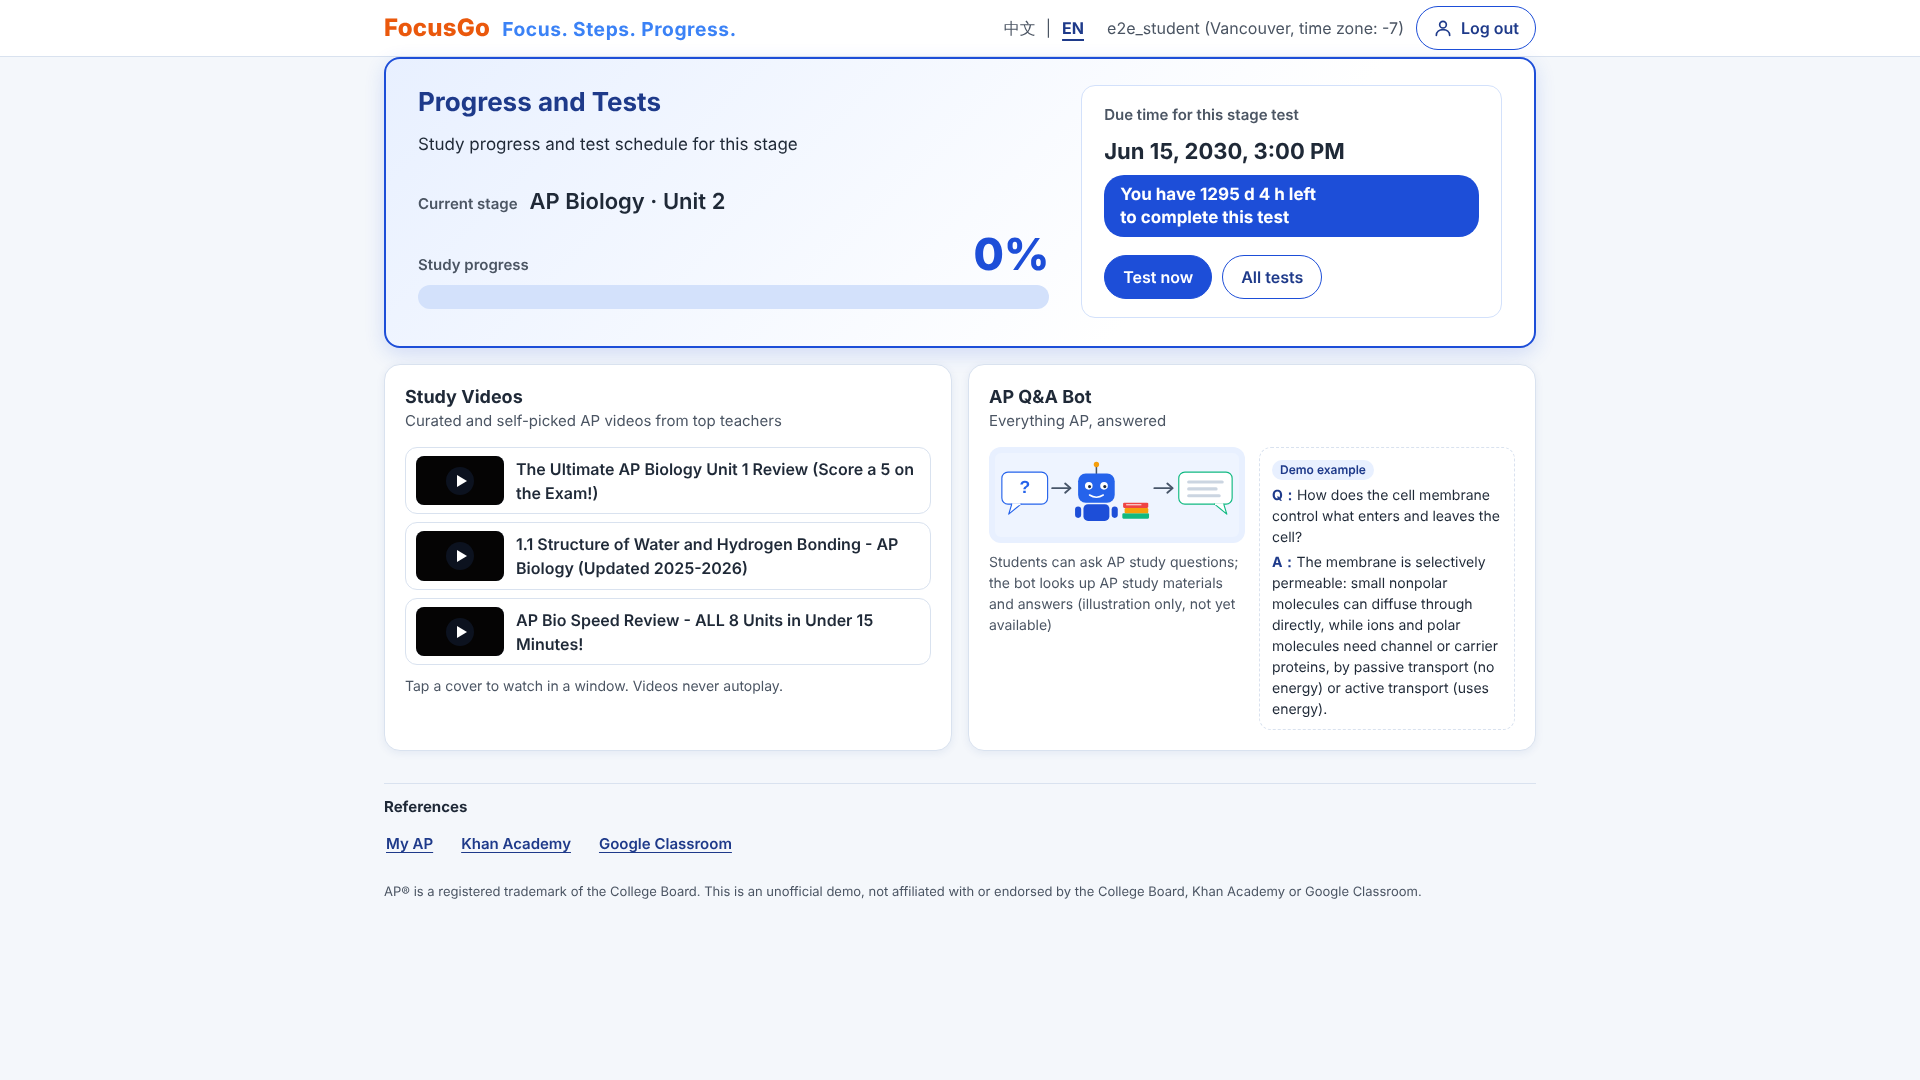 FocusGo Focus. Steps. Progress.
中文 | EN e2e_student (Vancouver, time zone: -7) Log out
Progress and Tests
Study progress and test schedule for this stage
Current stage AP Biology · Unit 2
Study progress 0%
Due time for this stage test
Jun 15, 2030, 3:00 PM
You have 1295 d 4 h left
to complete this test
Test now All tests
Study Videos
Curated and self-picked AP videos from top teachers
The Ultimate AP Biology Unit 1 Review (Score a 5 on
the Exam!)
1.1 Structure of Water and Hydrogen Bonding - AP
Biology (Updated 2025-2026)
AP Bio Speed Review - ALL 8 Units in Under 15
Minutes!
Tap a cover to watch in a window. Videos never autoplay.
AP Q&A Bot
Everything AP, answered
?
Students can ask AP study questions;
the bot looks up AP study materials
and answers (illustration only, not yet
available)
Demo example
Q : How does the cell membrane
control what enters and leaves the
cell?
A : The membrane is selectively
permeable: small nonpolar
molecules can diffuse through
directly, while ions and polar
molecules need channel or carrier
proteins, by passive transport (no
energy) or active transport (uses
energy).
References
My AP Khan Academy Google Classroom
AP® is a registered trademark of the College Board. This is an unofficial demo, not affiliated with or endorsed by the College Board, Khan Academy or Google Classroom.